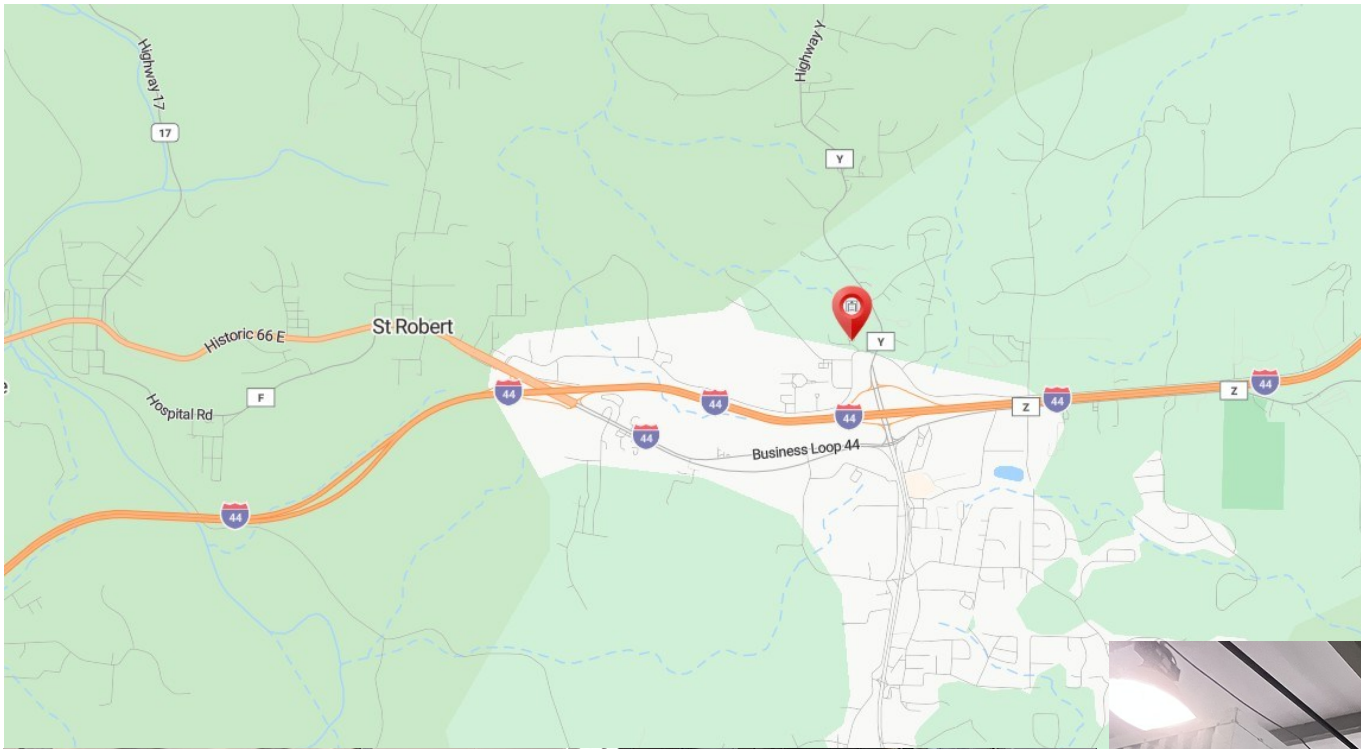 Highway 17
17
Highway Y
Y
Historic 66 E
St Robert
Y
F
Hospital Rd
44
44
44
44
44
44
44
Z
Z
Business Loop 44
e